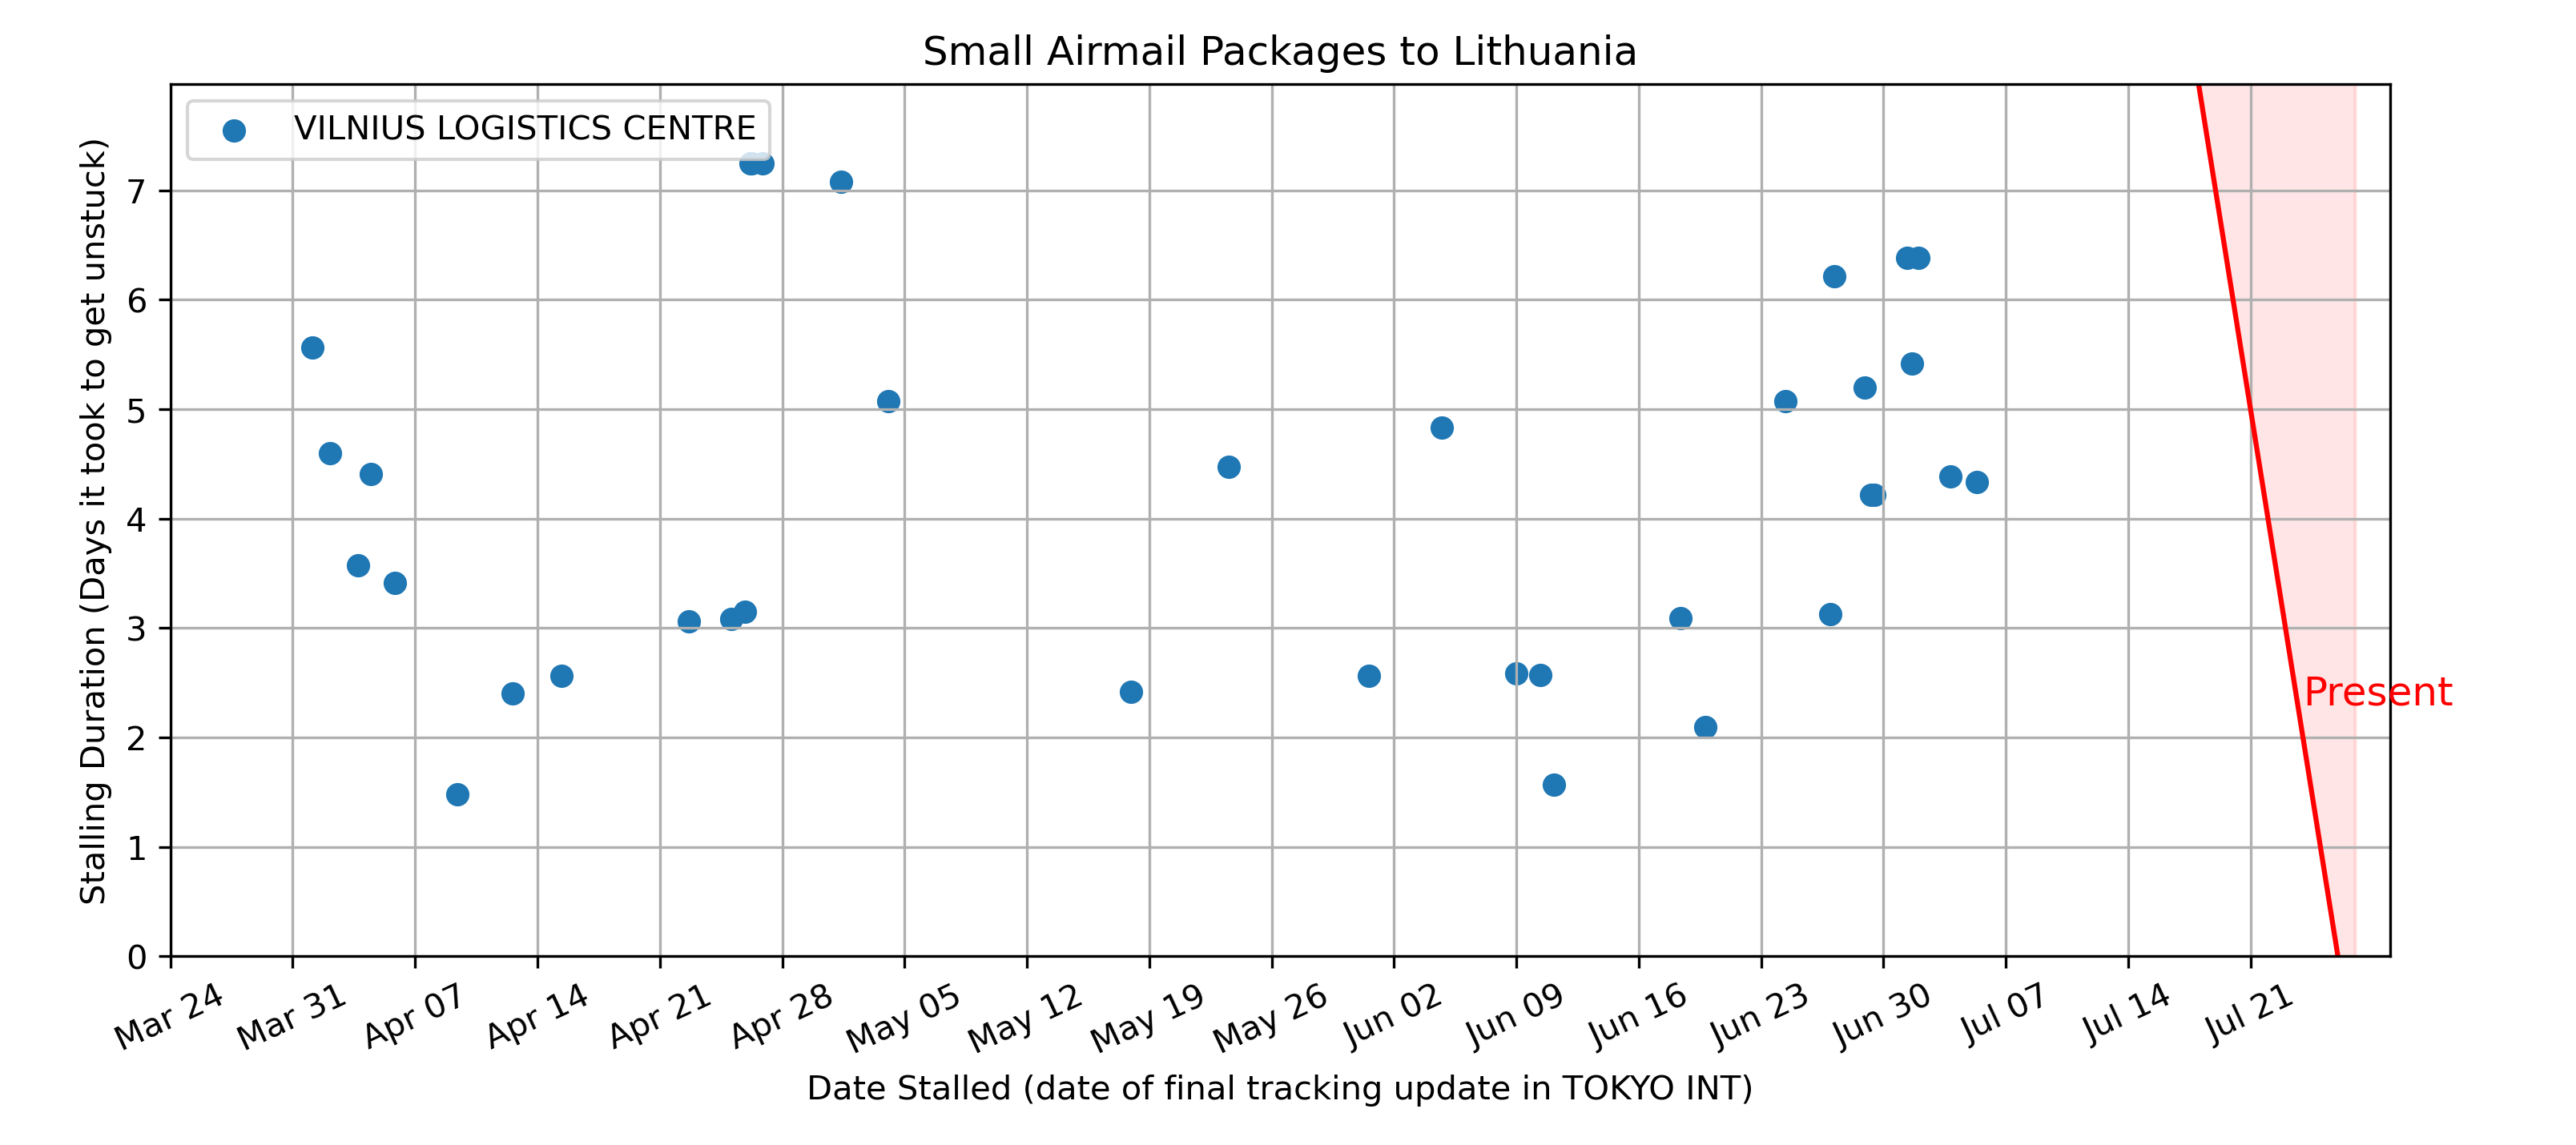 Small Airmail Packages to Lithuania
VILNIUS LOGISTICS CENTRE
Stalling Duration (Days it took to get unstuck)
7
6
5
4
3
2
1
0
Present
Mar 24
Mar 31
Apr 07
Apr 14
Apr 21
Apr 28
May 05
May 12
May 19
May 26
Jun 02
Jun 09
Jun 16
Jun 23
Jun 30
Jul 07
Jul 14
Jul 21
Date Stalled (date of final tracking update in TOKYO INT)